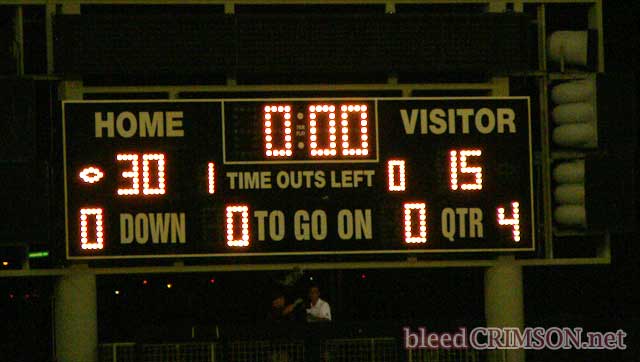 0:00
HOME VISITOR
30 1 TIME OUTS LEFT 0 15
0 DOWN 0 TO GO ON 0 QTR 4
bleedCRIMSON.net